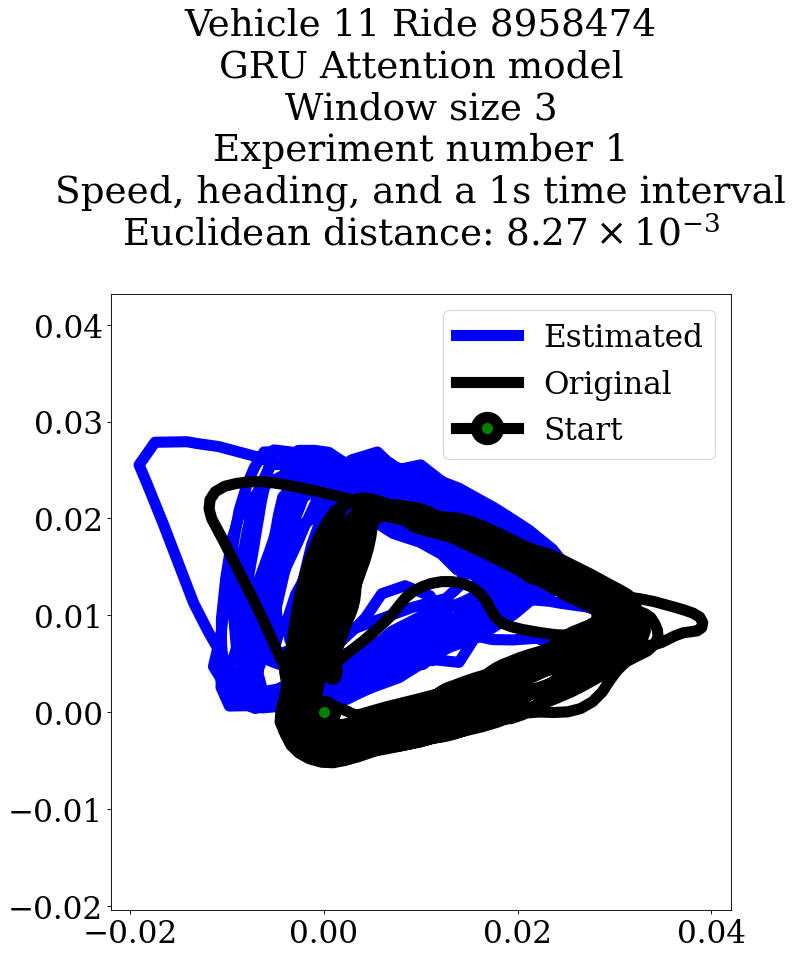 Vehicle 11 Ride 8958474
GRU Attention model
Window size 3
Experiment number 1
Speed, heading, and a 1s time interval
Euclidean distance: 8.27 × 10⁻³
0.04
0.03
0.02
0.01
0.00
−0.01
−0.02
Estimated
Original
Start
−0.02 0.00 0.02 0.04